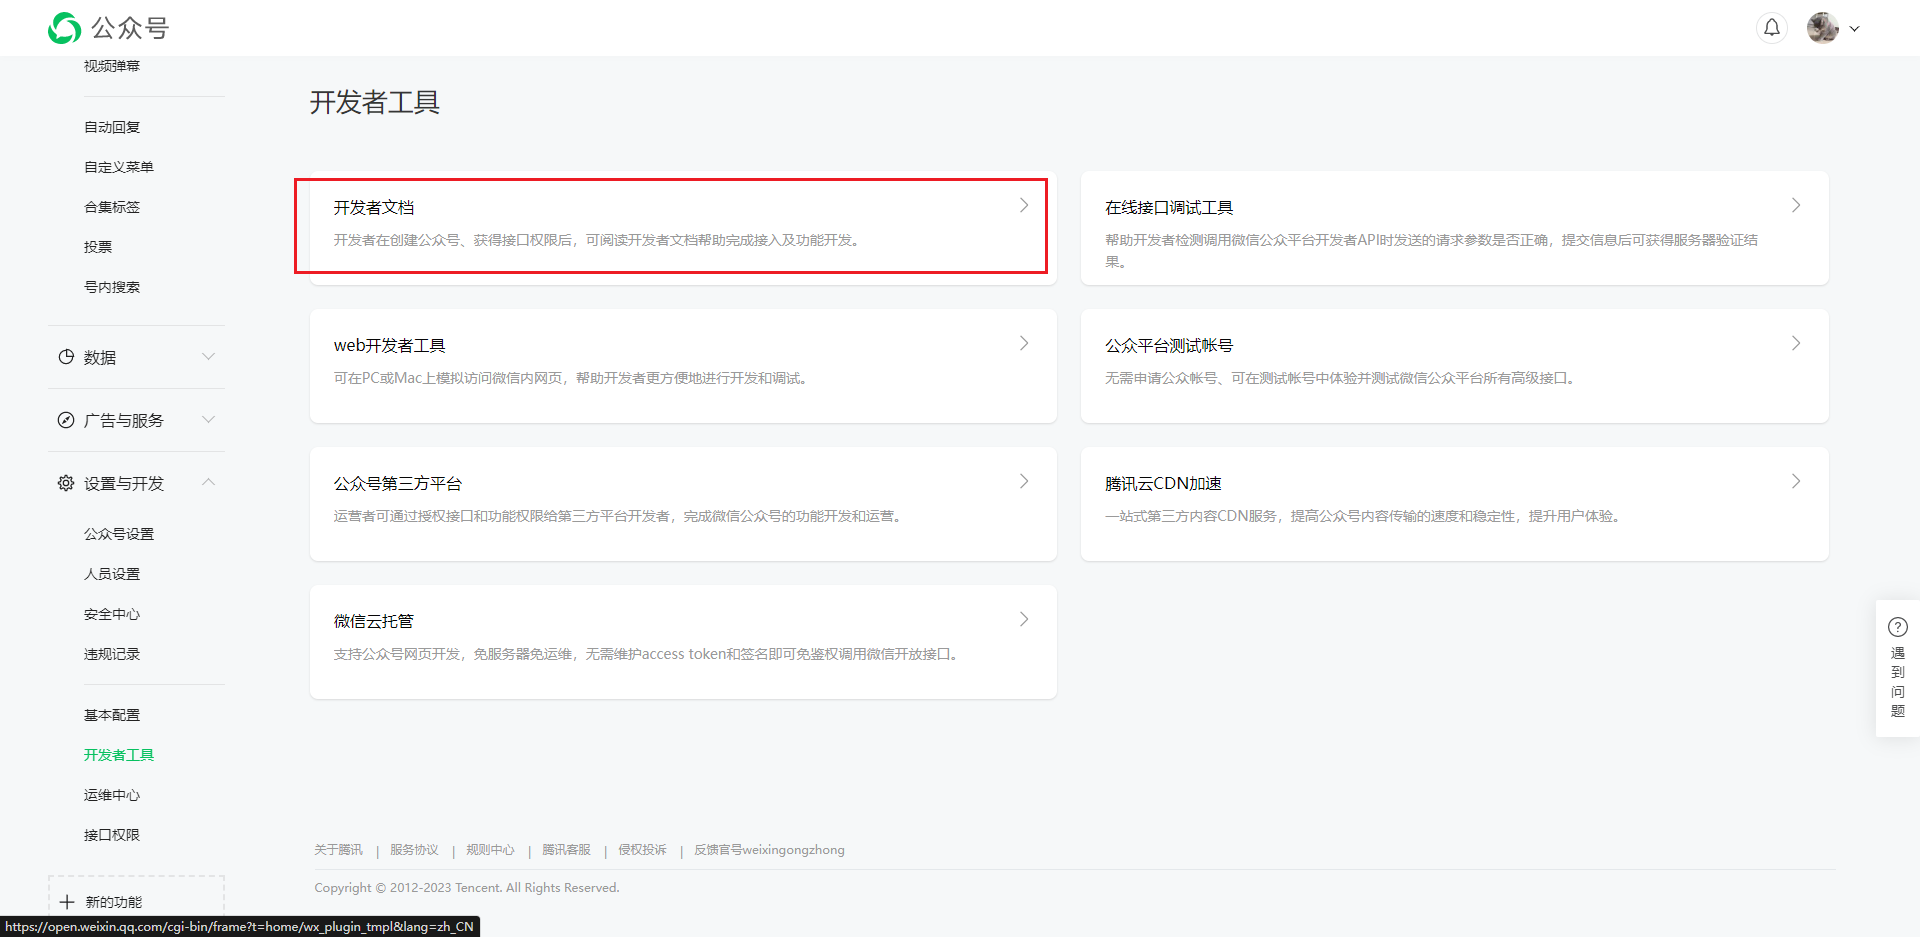 公众号
视频弹幕
自动回复
自定义菜单
合集标签
投票
号内搜索
数据
广告与服务
设置与开发
公众号设置
人员设置
安全中心
违规记录
基本配置
开发者工具
运维中心
接口权限
新的功能
开发者工具
开发者文档
开发者在创建公众号、获得接口权限后，可阅读开发者文档帮助完成接入及功能开发。
在线接口调试工具
帮助开发者检测调用微信公众平台开发者API时发送的请求参数是否正确，提交信息后可获得服务器验证结
果。
web开发者工具
可在PC或Mac上模拟访问微信内网页，帮助开发者更方便地进行开发和调试。
公众平台测试帐号
无需申请公众帐号、可在测试帐号中体验并测试微信公众平台所有高级接口。
公众号第三方平台
运营者可通过授权接口和功能权限给第三方平台开发者，完成微信公众号的功能开发和运营。
腾讯云CDN加速
一站式第三方内容CDN服务，提高公众号内容传输的速度和稳定性，提升用户体验。
微信云托管
支持公众号网页开发，免服务器免运维，无需维护access token和签名即可免鉴权调用微信开放接口。
遇
到
问
题
关于腾讯 | 服务协议 | 规则中心 | 腾讯客服 | 侵权投诉 | 反馈官号weixingongzhong
Copyright © 2012-2023 Tencent. All Rights Reserved.
https://open.weixin.qq.com/cgi-bin/frame?t=home/wx_plugin_tmpl&lang=zh_CN